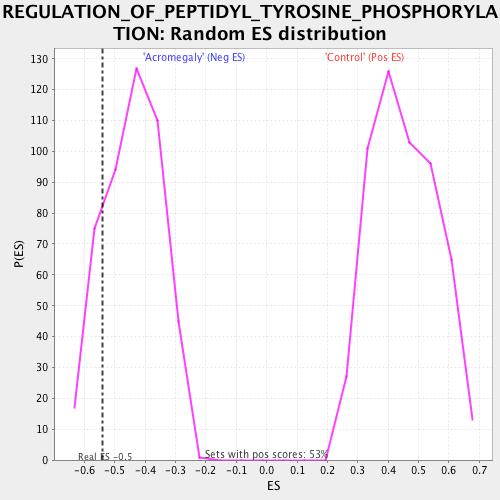 REGULATION_OF_PEPTIDYL_TYROSINE_PHOSPHORYLA
TION: Random ES distribution
'Acromegaly' (Neg ES)
'Control' (Pos ES)
130
120
110
100
90
80
70
60
50
40
30
20
10
0
P(ES)
Real ES -0.5
Sets with pos scores: 53%
-0.6 -0.5 -0.4 -0.3 -0.2 -0.1 0.0 0.1 0.2 0.3 0.4 0.5 0.6 0.7
ES